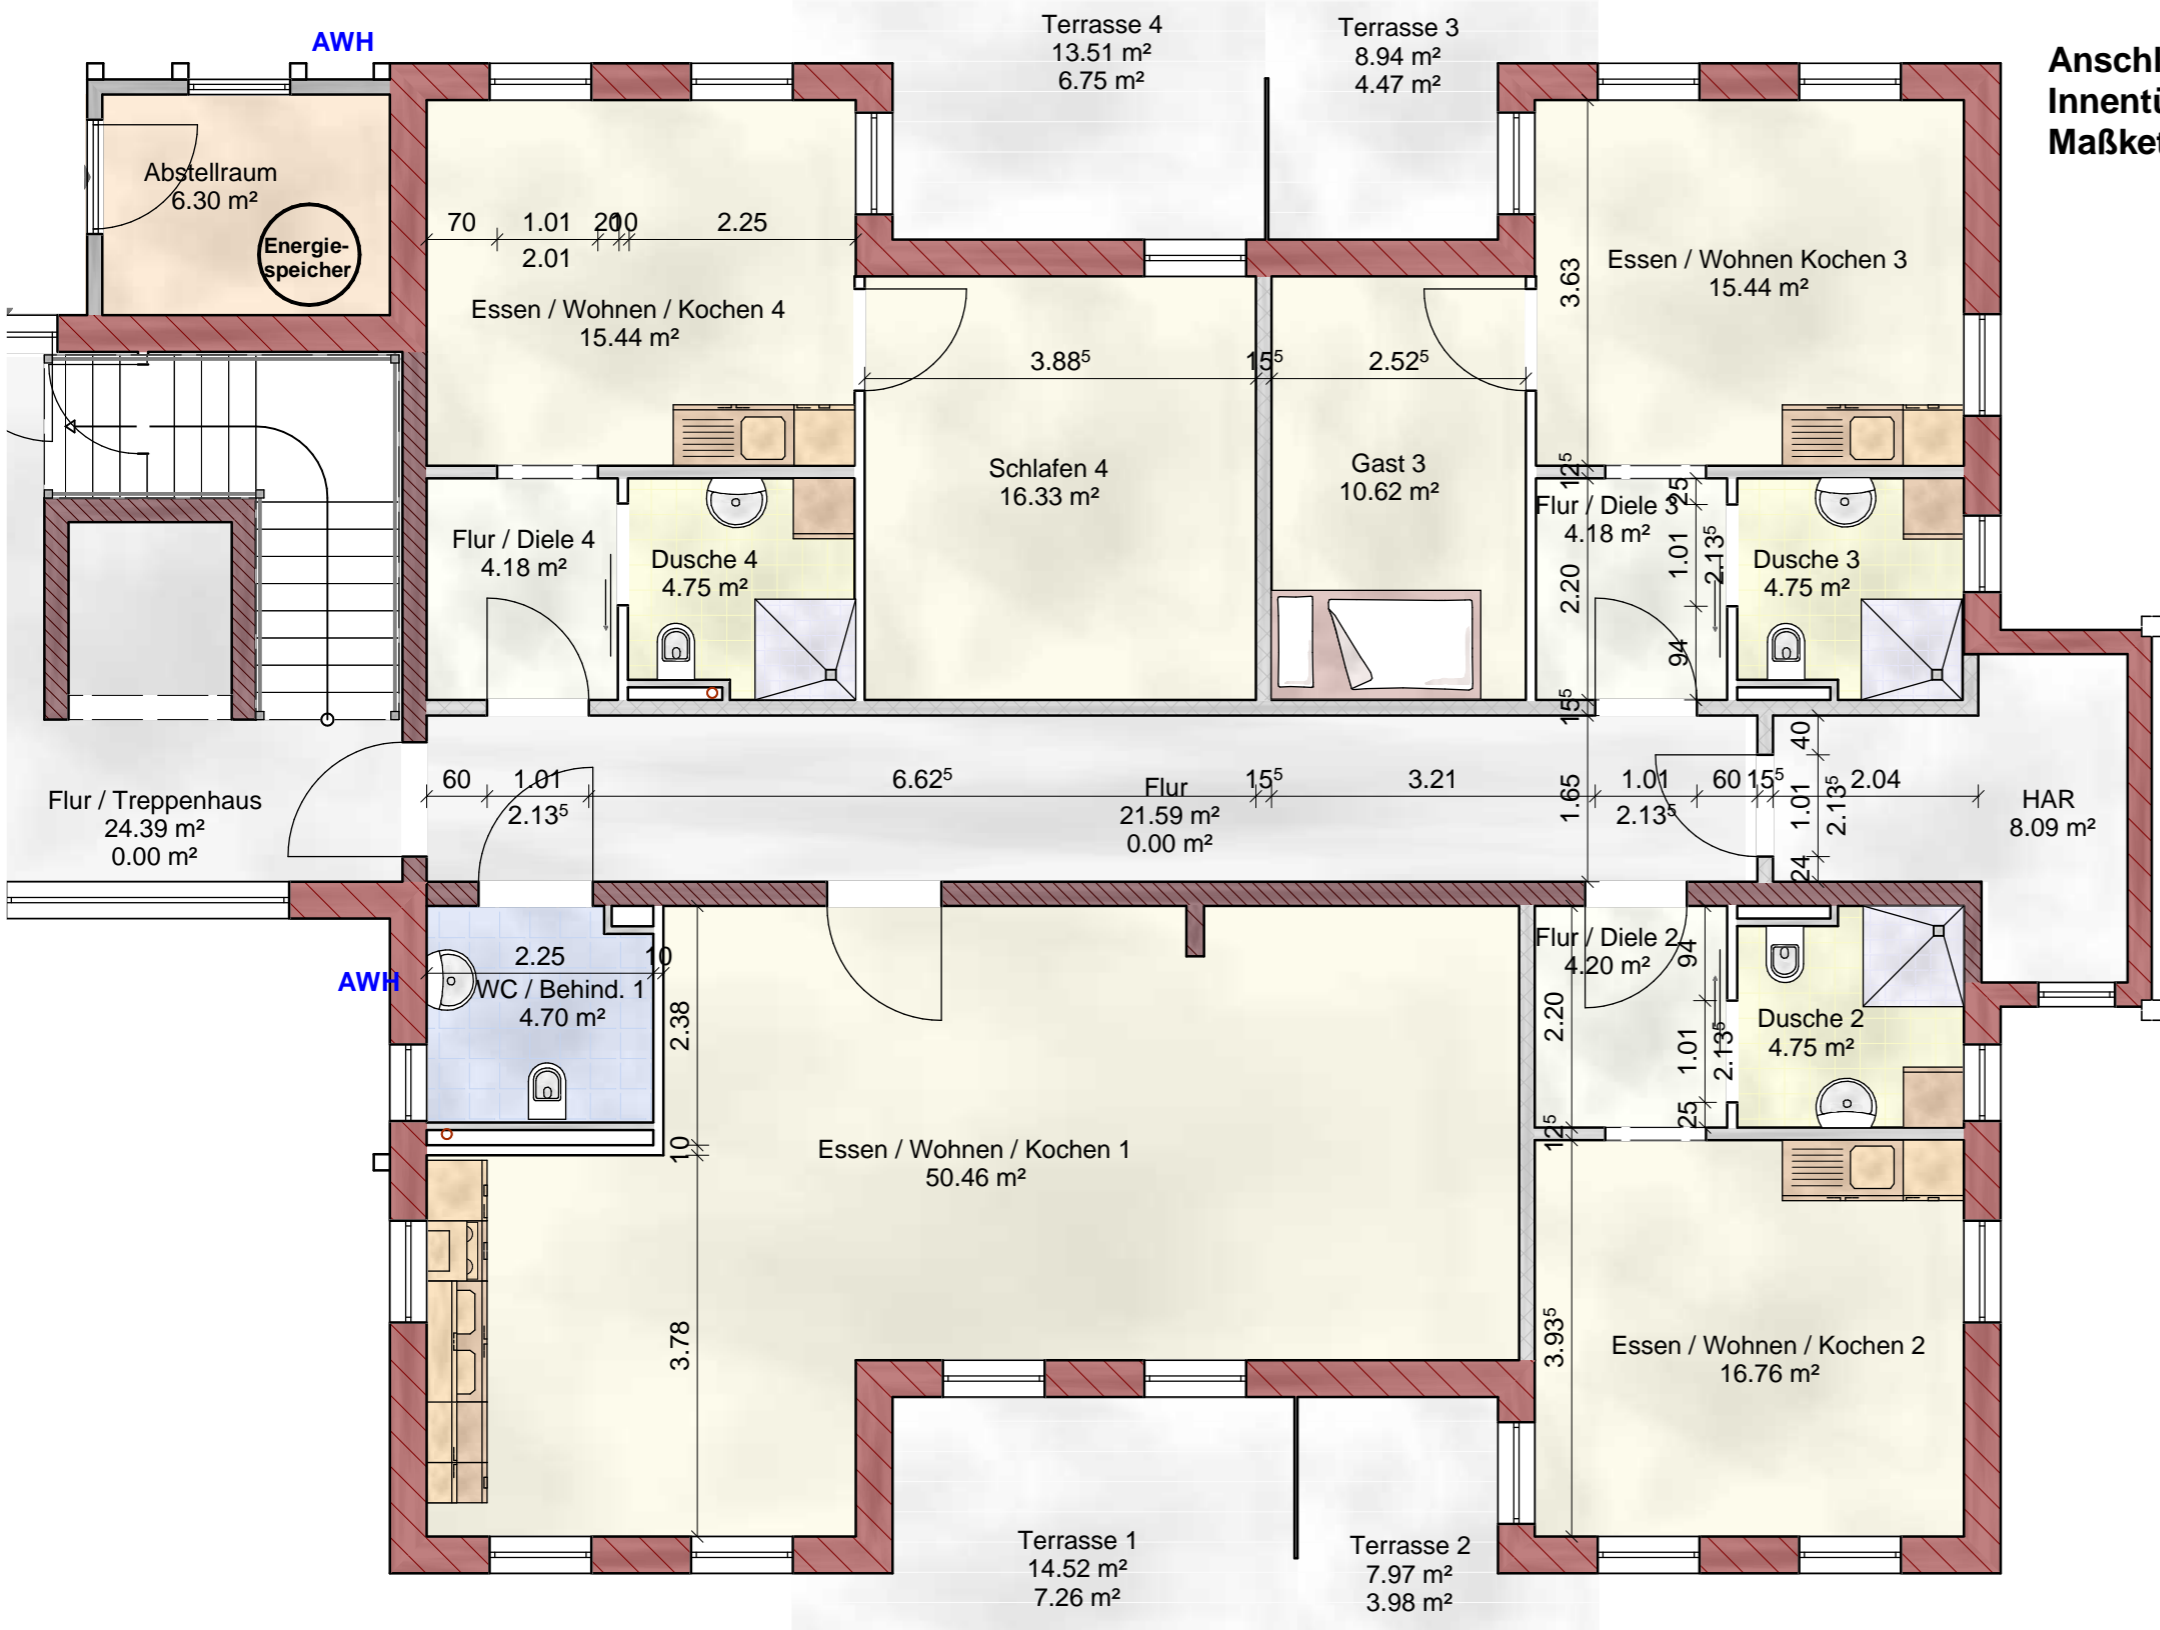 AWH
Terrasse 4
13.51 m²
6.75 m²
Terrasse 3
8.94 m²
4.47 m²
Abstellraum
6.30 m²
Energie-
speicher
70
1.01
2.01
20
10
2.25
Essen / Wohnen / Kochen 4
15.44 m²
Essen / Wohnen Kochen 3
15.44 m²
3.63
3.88⁵
15⁵
2.52⁵
Schlafen 4
16.33 m²
Gast 3
10.62 m²
12⁵
Flur / Diele 4
4.18 m²
Dusche 4
4.75 m²
Flur / Diele 3
4.18 m²
25
1.01
2.13⁵
94
2.20
15⁵
Dusche 3
4.75 m²
Flur / Treppenhaus
24.39 m²
0.00 m²
60
1.01
2.13⁵
6.62⁵
Flur
21.59 m²
0.00 m²
15⁵
3.21
1.65
1.01
2.13⁵
60
15⁵
40
1.01
2.13⁵
24
2.04
HAR
8.09 m²
AWH
2.25
10
WC / Behind. 1
4.70 m²
2.38
10
3.78
Essen / Wohnen / Kochen 1
50.46 m²
Flur / Diele 2
4.20 m²
94
1.01
2.13⁵
25
2.20
12⁵
3.93⁵
Dusche 2
4.75 m²
Essen / Wohnen / Kochen 2
16.76 m²
Terrasse 1
14.52 m²
7.26 m²
Terrasse 2
7.97 m²
3.98 m²